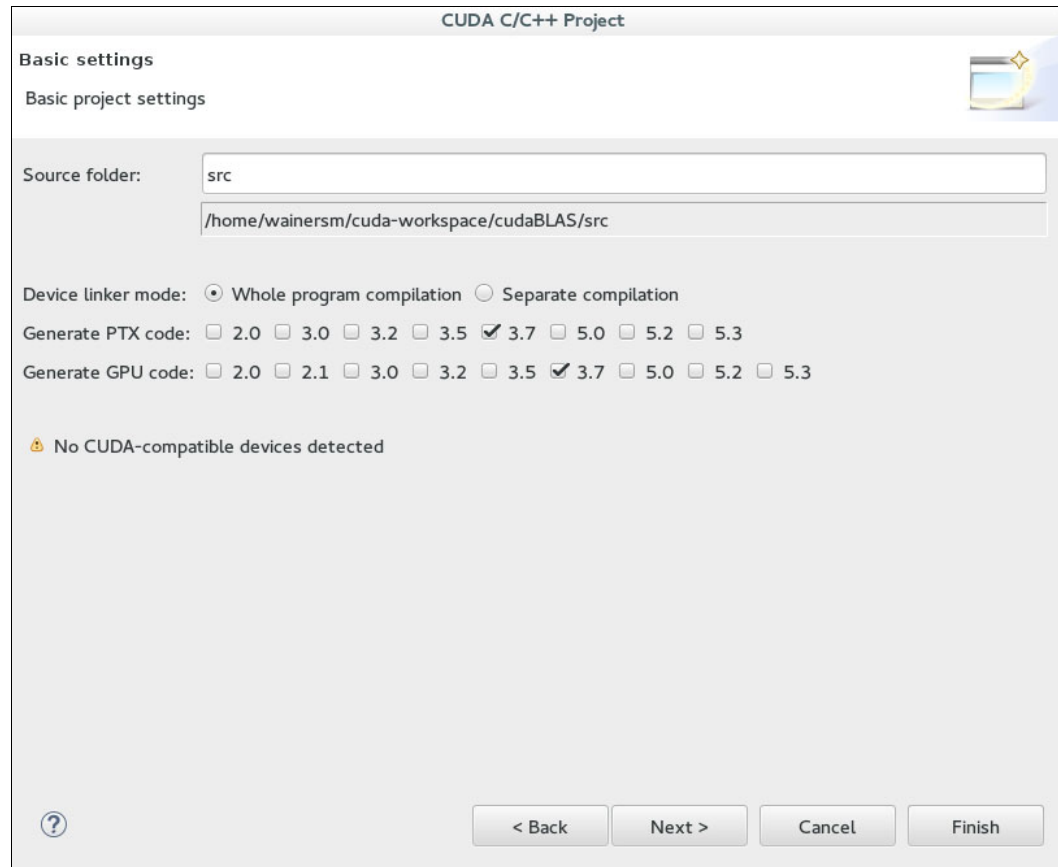 CUDA C/C++ Project
Basic settings
Basic project settings
Source folder: src
/home/wainersm/cuda-workspace/cudaBLAS/src
Device linker mode: Whole program compilation Separate compilation
Generate PTX code: 2.0 3.0 3.2 3.5 3.7 5.0 5.2 5.3
Generate GPU code: 2.0 2.1 3.0 3.2 3.5 3.7 5.0 5.2 5.3
No CUDA-compatible devices detected
? < Back Next > Cancel Finish